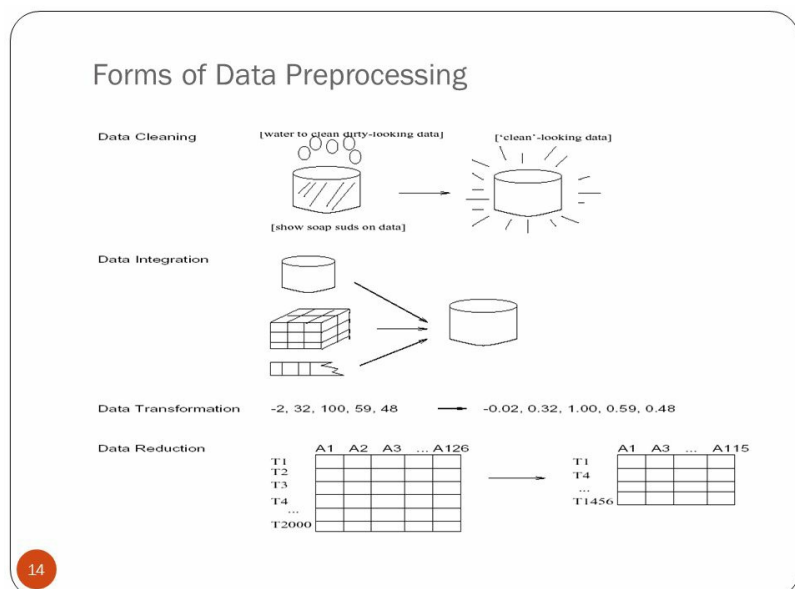 Forms of Data Preprocessing
Data Cleaning
[water to clean dirty-looking data]
['clean'-looking data]
[show soap suds on data]
Data Integration
Data Transformation -2, 32, 100, 59, 48 -0.02, 0.32, 1.00, 0.59, 0.48
Data Reduction
A1 A2 A3 ... A126
T1
T2
T3
T4
...
T2000
A1 A3 ... A115
T1
T4
...
T1456
14